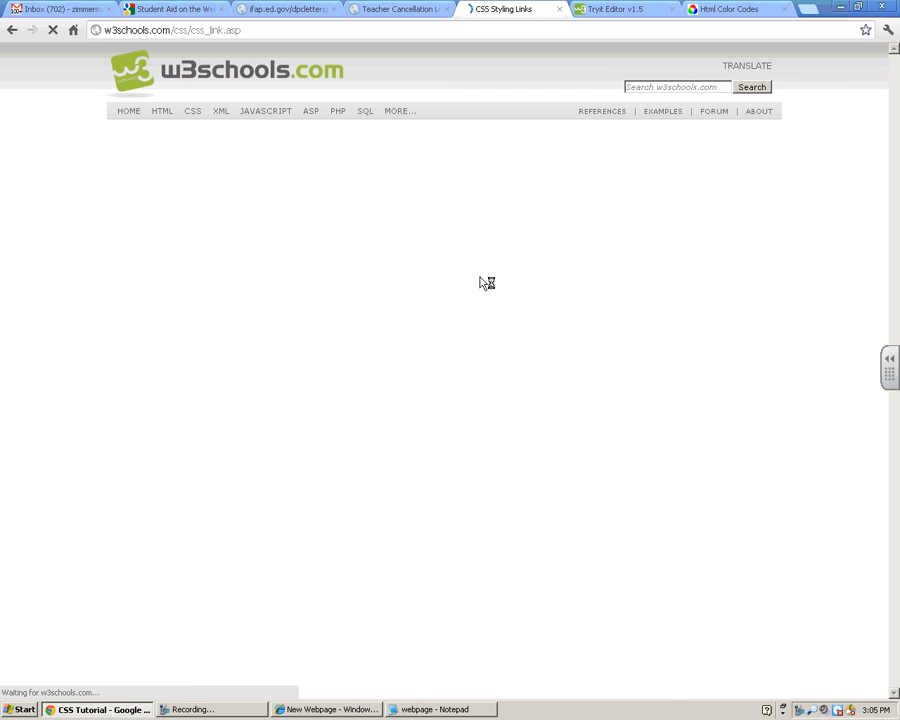 Inbox (702) - zimmerm
Student Aid on the We
ifap.ed.gov/dpcletters
Teacher Cancellation Lo
CSS Styling Links
Tryit Editor v1.5
Html Color Codes
w3schools.com/css/css_link.asp
w3schools.com
TRANSLATE
Search w3schools.com
Search
HOME HTML CSS XML JAVASCRIPT ASP PHP SQL MORE...
REFERENCES | EXAMPLES | FORUM | ABOUT
Waiting for w3schools.com...
Start
CSS Tutorial - Google ...
Recording...
New Webpage - Window...
webpage - Notepad
3:05 PM